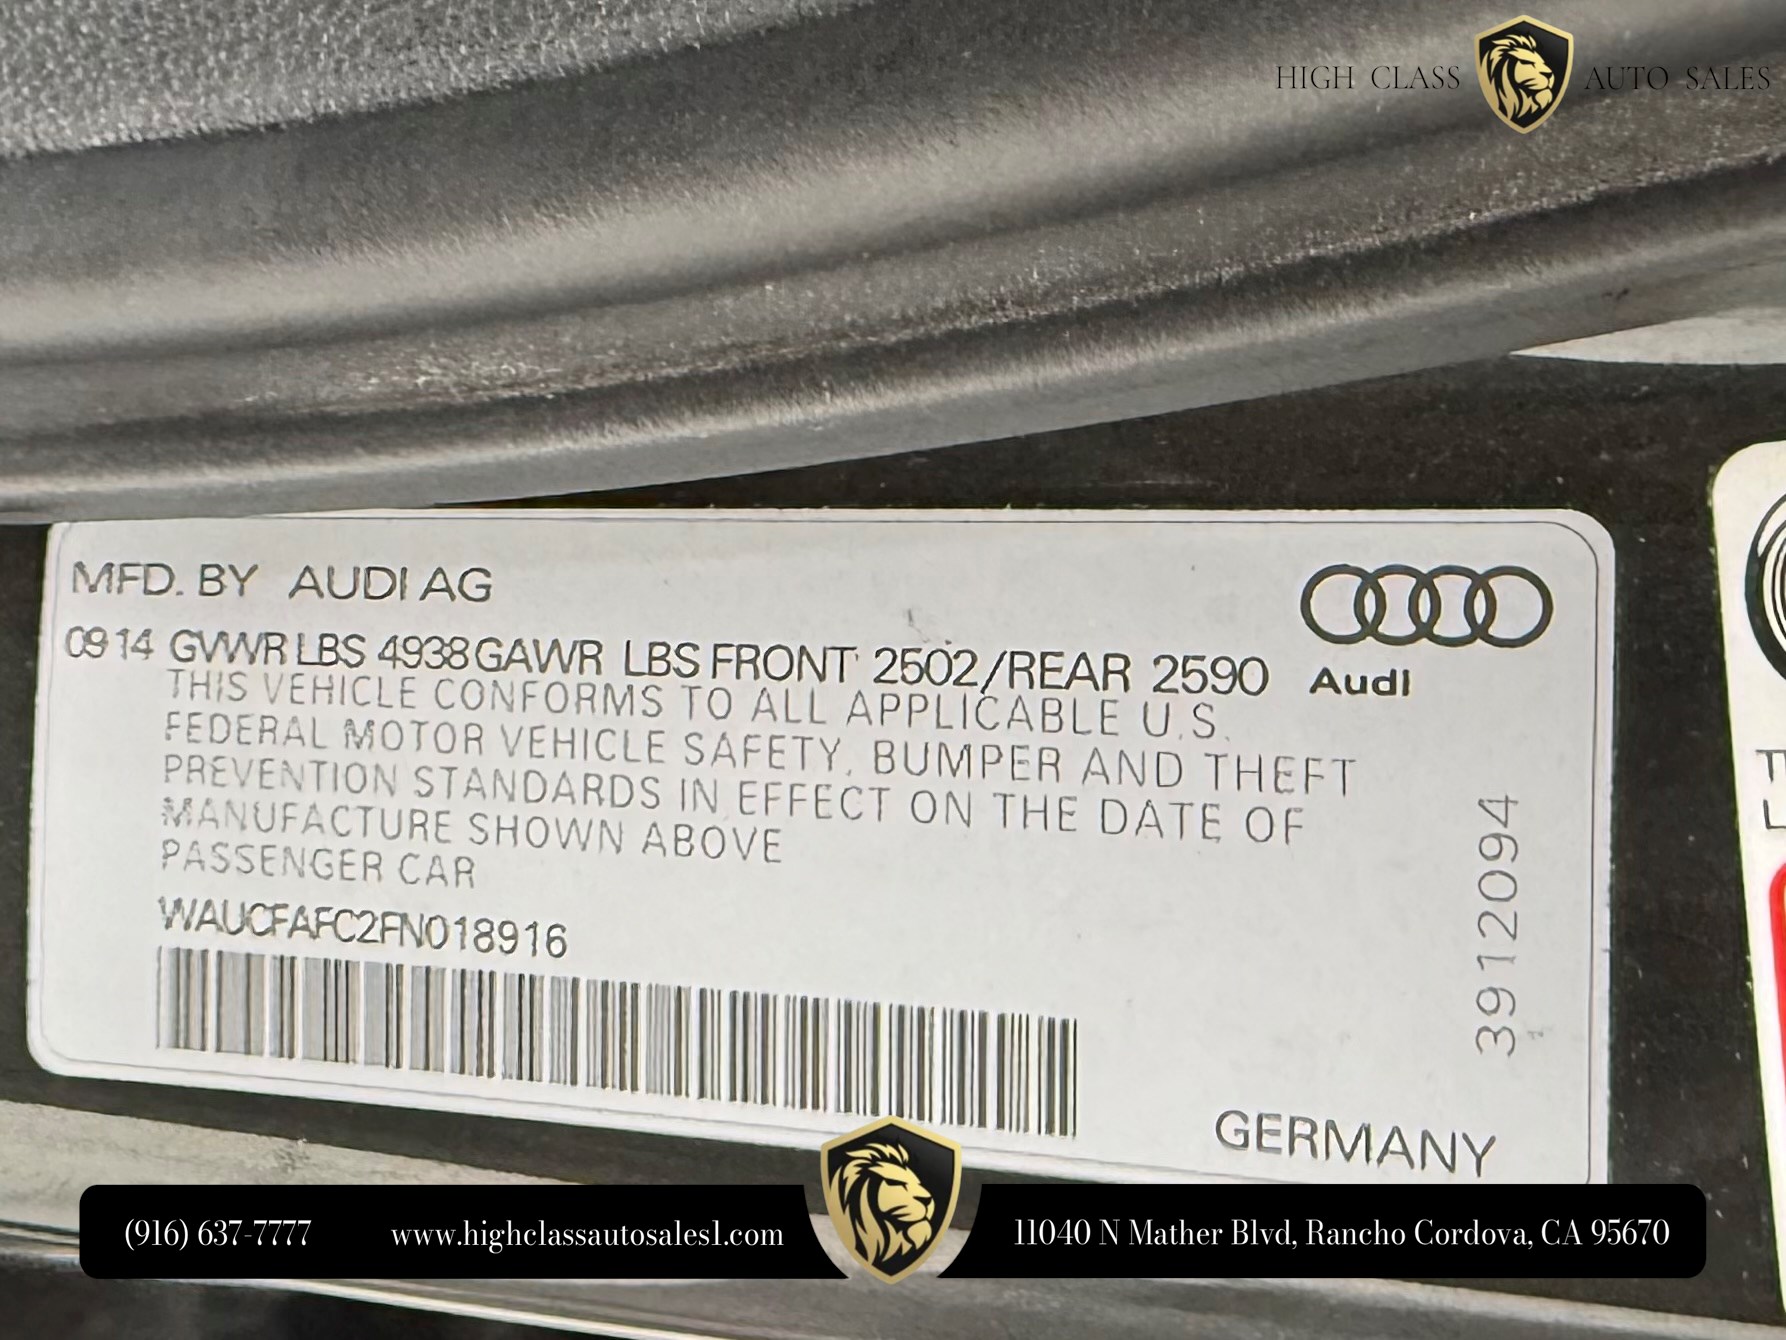 HIGH CLASS AUTO SALES
MFD. BY AUDI AG
0914 GVWR LBS 4938 GAWR LBS FRONT 2502/REAR 2590
Audi
THIS VEHICLE CONFORMS TO ALL APPLICABLE U.S.
FEDERAL MOTOR VEHICLE SAFETY, BUMPER AND THEFT
PREVENTION STANDARDS IN EFFECT ON THE DATE OF
MANUFACTURE SHOWN ABOVE
PASSENGER CAR
WAUCFAFC2FN018916
3912094
GERMANY
(916) 637-7777 www.highclassautosales1.com 11040 N Mather Blvd, Rancho Cordova, CA 95670